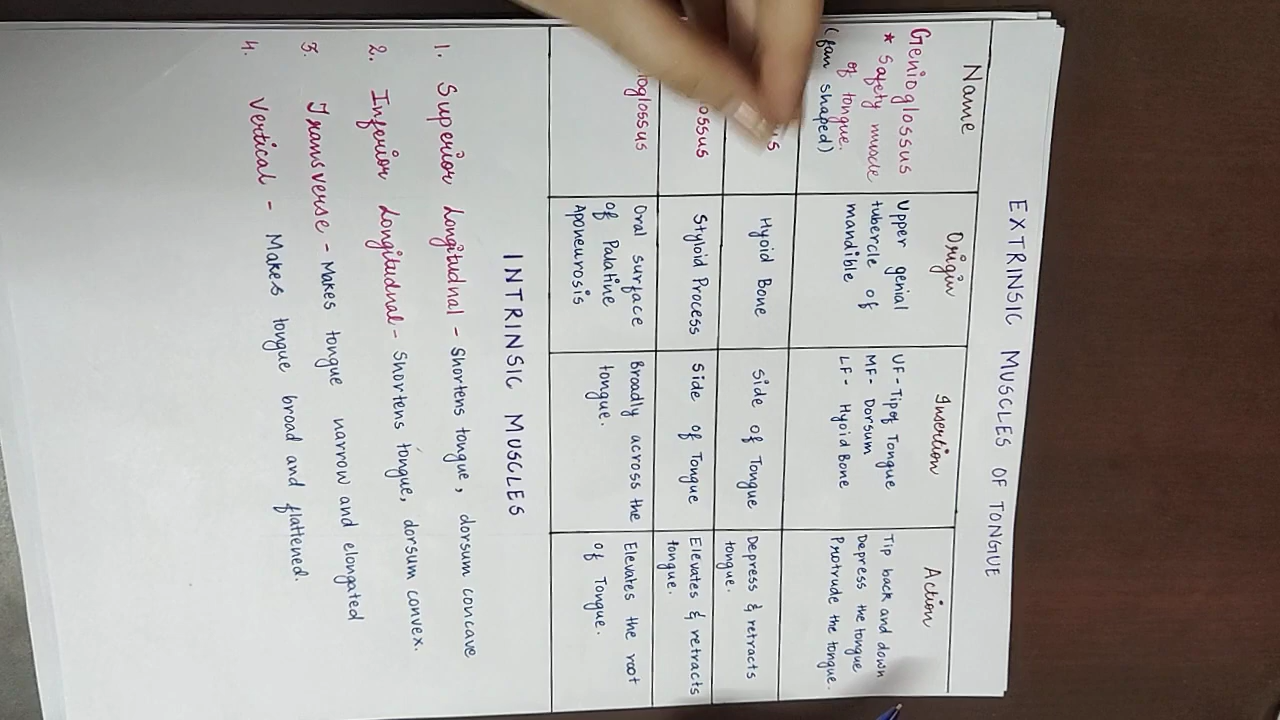 EXTRINSIC MUSCLES OF TONGUE
Name Origin Insertion Action
Genioglossus
* Safety muscle
of tongue.
(fan shaped)
Upper genial
tubercle of
mandible
UF - Tip of Tongue
MF - Dorsum
LF - Hyoid Bone
Tip back and down
Depress the tongue
Protrude the tongue.
Hyoid Bone
Side of Tongue
Depress & retracts
tongue.
Styloid Process
Side of Tongue
Elevates & retracts
tongue.
Oral surface
of Palatine
Aponeurosis
Broadly across the
tongue.
Elevates the root
of Tongue.
INTRINSIC MUSCLES
1. Superior Longitudnal - Shortens tongue, dorsum concave
2. Inferior Longitudnal - Shortens tongue, dorsum convex.
3. Transverse - Makes tongue narrow and elongated
4. Vertical - Makes tongue broad and flattened.